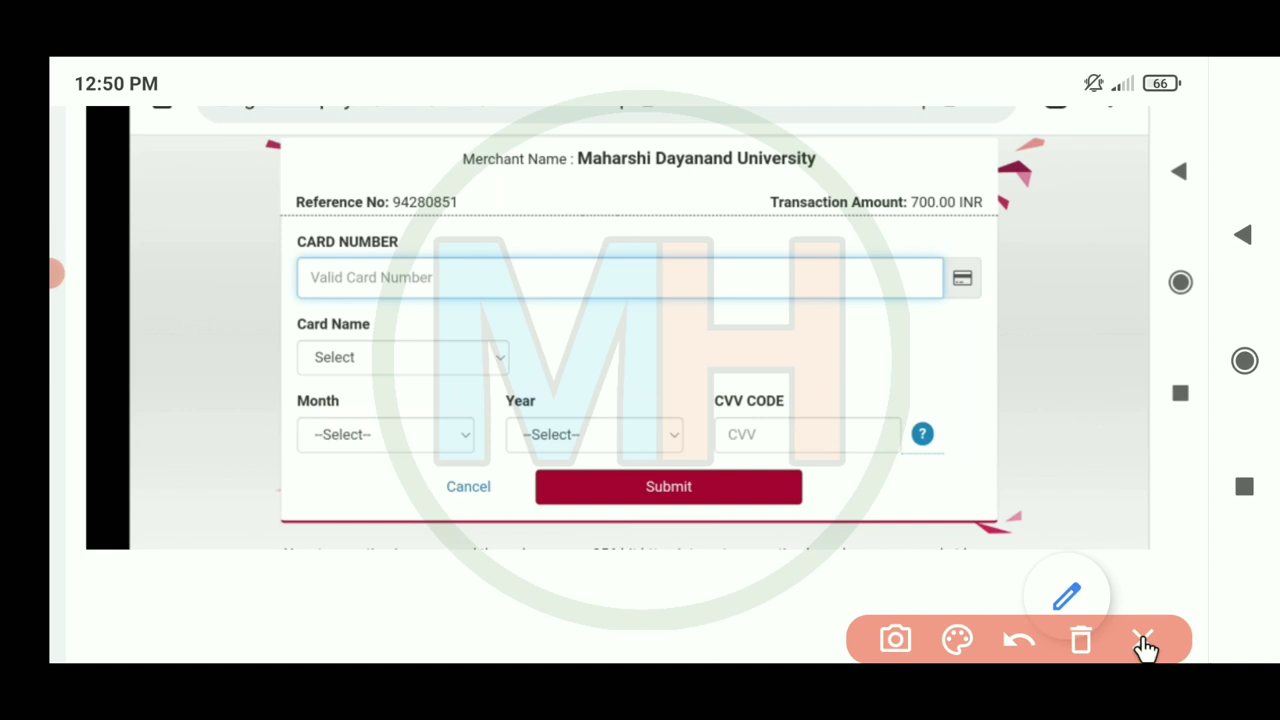 12:50 PM
66
Merchant Name : Maharshi Dayanand University
Reference No: 94280851
Transaction Amount: 700.00 INR
CARD NUMBER
Valid Card Number
Card Name
Select
Month
Year
CVV CODE
--Select--
--Select--
CVV
?
Cancel
Submit
MH